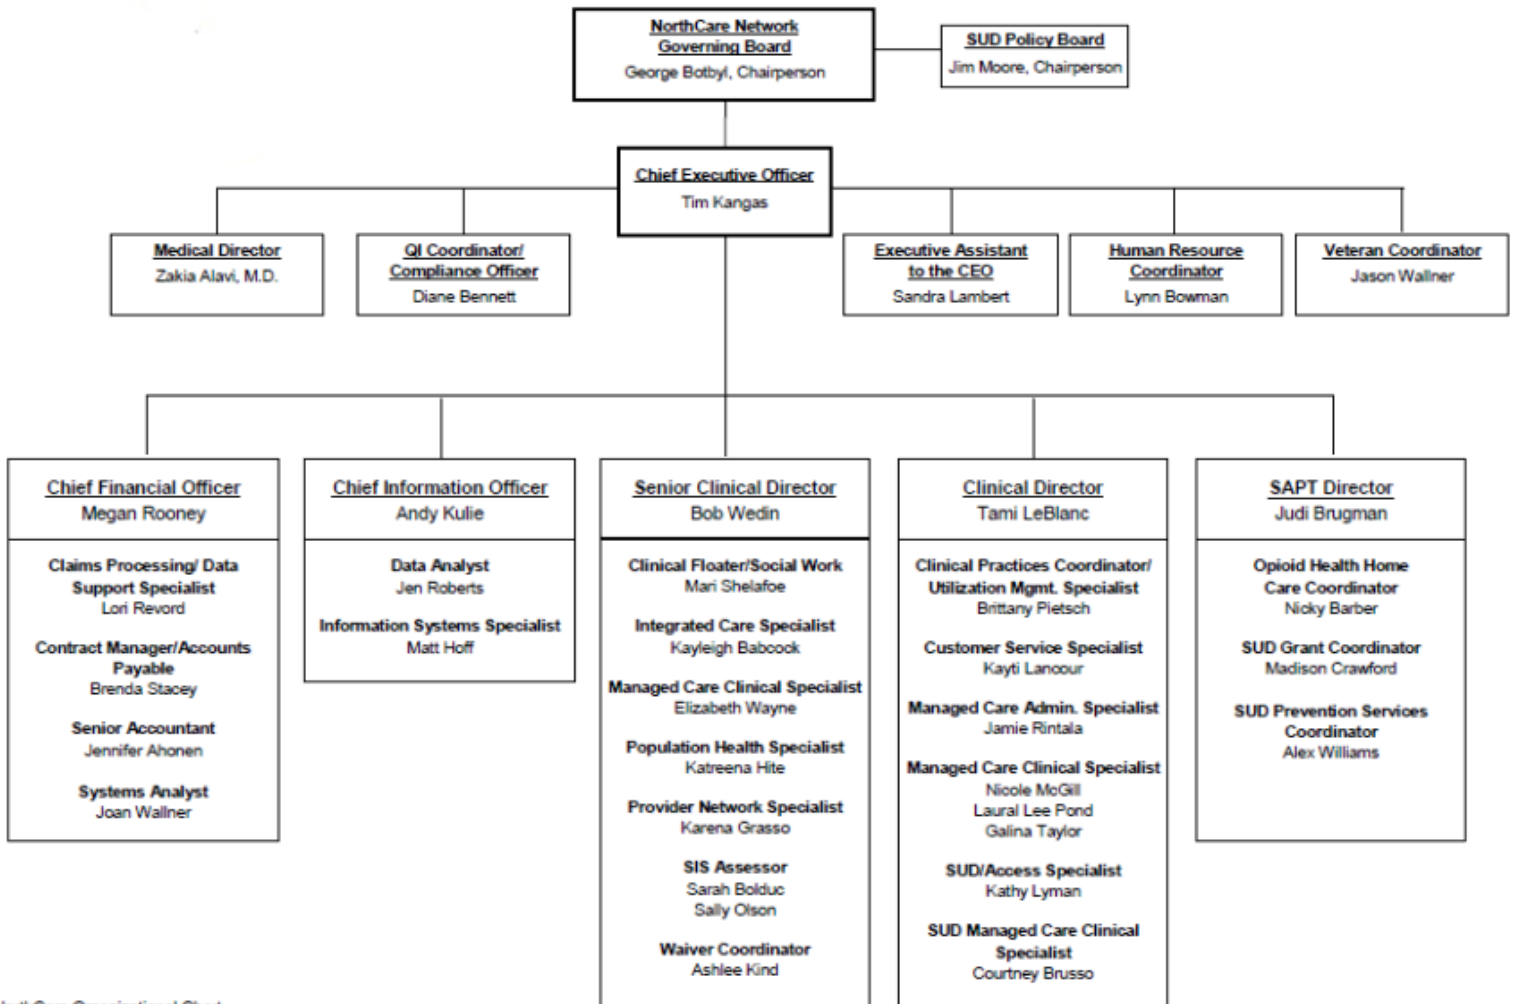 NorthCare Network
Governing Board
George Botbyl, Chairperson
SUD Policy Board
Jim Moore, Chairperson
Chief Executive Officer
Tim Kangas
Medical Director
Zakia Alavi, M.D.
QI Coordinator/
Compliance Officer
Diane Bennett
Executive Assistant
to the CEO
Sandra Lambert
Human Resource
Coordinator
Lynn Bowman
Veteran Coordinator
Jason Wallner
Chief Financial Officer
Megan Rooney
Claims Processing/ Data
Support Specialist
Lori Revord
Contract Manager/Accounts
Payable
Brenda Stacey
Senior Accountant
Jennifer Ahonen
Systems Analyst
Joan Wallner
Chief Information Officer
Andy Kulie
Data Analyst
Jen Roberts
Information Systems Specialist
Matt Hoff
Senior Clinical Director
Bob Wedin
Clinical Floater/Social Work
Mari Shelafoe
Integrated Care Specialist
Kayleigh Babcock
Managed Care Clinical Specialist
Elizabeth Wayne
Population Health Specialist
Katreena Hite
Provider Network Specialist
Karena Grasso
SIS Assessor
Sarah Bolduc
Sally Olson
Waiver Coordinator
Ashlee Kind
Clinical Director
Tami LeBlanc
Clinical Practices Coordinator/
Utilization Mgmt. Specialist
Brittany Pietsch
Customer Service Specialist
Kayti Lancour
Managed Care Admin. Specialist
Jamie Rintala
Managed Care Clinical Specialist
Nicole McGill
Laural Lee Pond
Galina Taylor
SUD/Access Specialist
Kathy Lyman
SUD Managed Care Clinical
Specialist
Courtney Brusso
SAPT Director
Judi Brugman
Opioid Health Home
Care Coordinator
Nicky Barber
SUD Grant Coordinator
Madison Crawford
SUD Prevention Services
Coordinator
Alex Williams